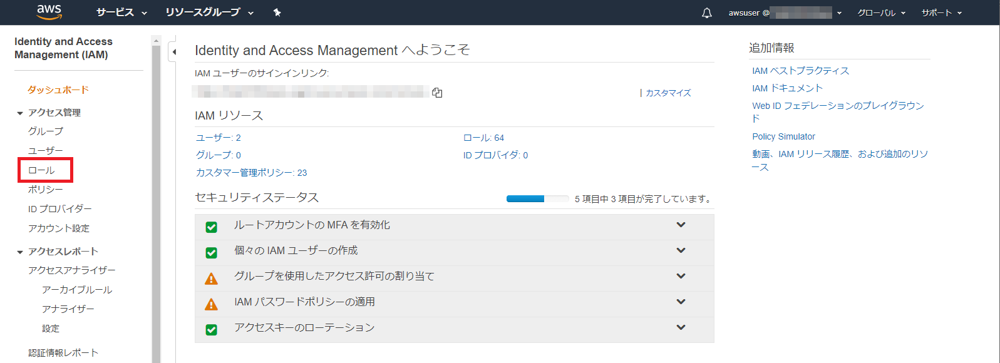 aws
サービス
リソースグループ
awsuser @
グローバル
サポート
Identity and Access
Management (IAM)
ダッシュボード
アクセス管理
グループ
ユーザー
ロール
ポリシー
ID プロバイダー
アカウント設定
アクセスレポート
アクセスアナライザー
アーカイブルール
アナライザー
設定
認証情報レポート
Identity and Access Management へようこそ
IAM ユーザーのサインインリンク:
| カスタマイズ
IAM リソース
ユーザー: 2
ロール: 64
グループ: 0
ID プロバイダ: 0
カスタマー管理ポリシー: 23
セキュリティステータス
5 項目中 3 項目が完了しています。
ルートアカウントの MFA を有効化
個々の IAM ユーザーの作成
グループを使用したアクセス許可の割り当て
IAM パスワードポリシーの適用
アクセスキーのローテーション
追加情報
IAM ベストプラクティス
IAM ドキュメント
Web ID フェデレーションのプレイグラウン
ド
Policy Simulator
動画、IAM リリース履歴、および追加のリソ
ース